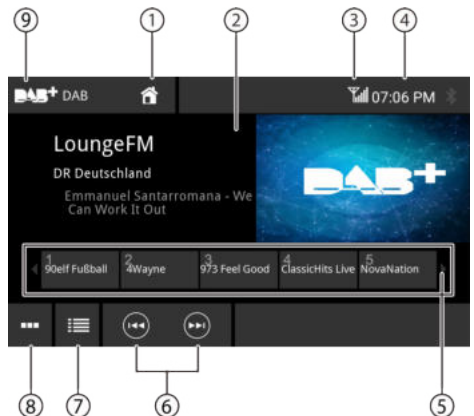 ⑨ ① ② ③ ④
DAB+ DAB 07:06 PM
LoungeFM
DR Deutschland
Emmanuel Santarromana - We
Can Work It Out
DAB+
1 2 3 4 5
90elf Fußball 4Wayne 973 Feel Good ClassicHits Live NovaNation
⑧ ⑦ ⑥ ⑤